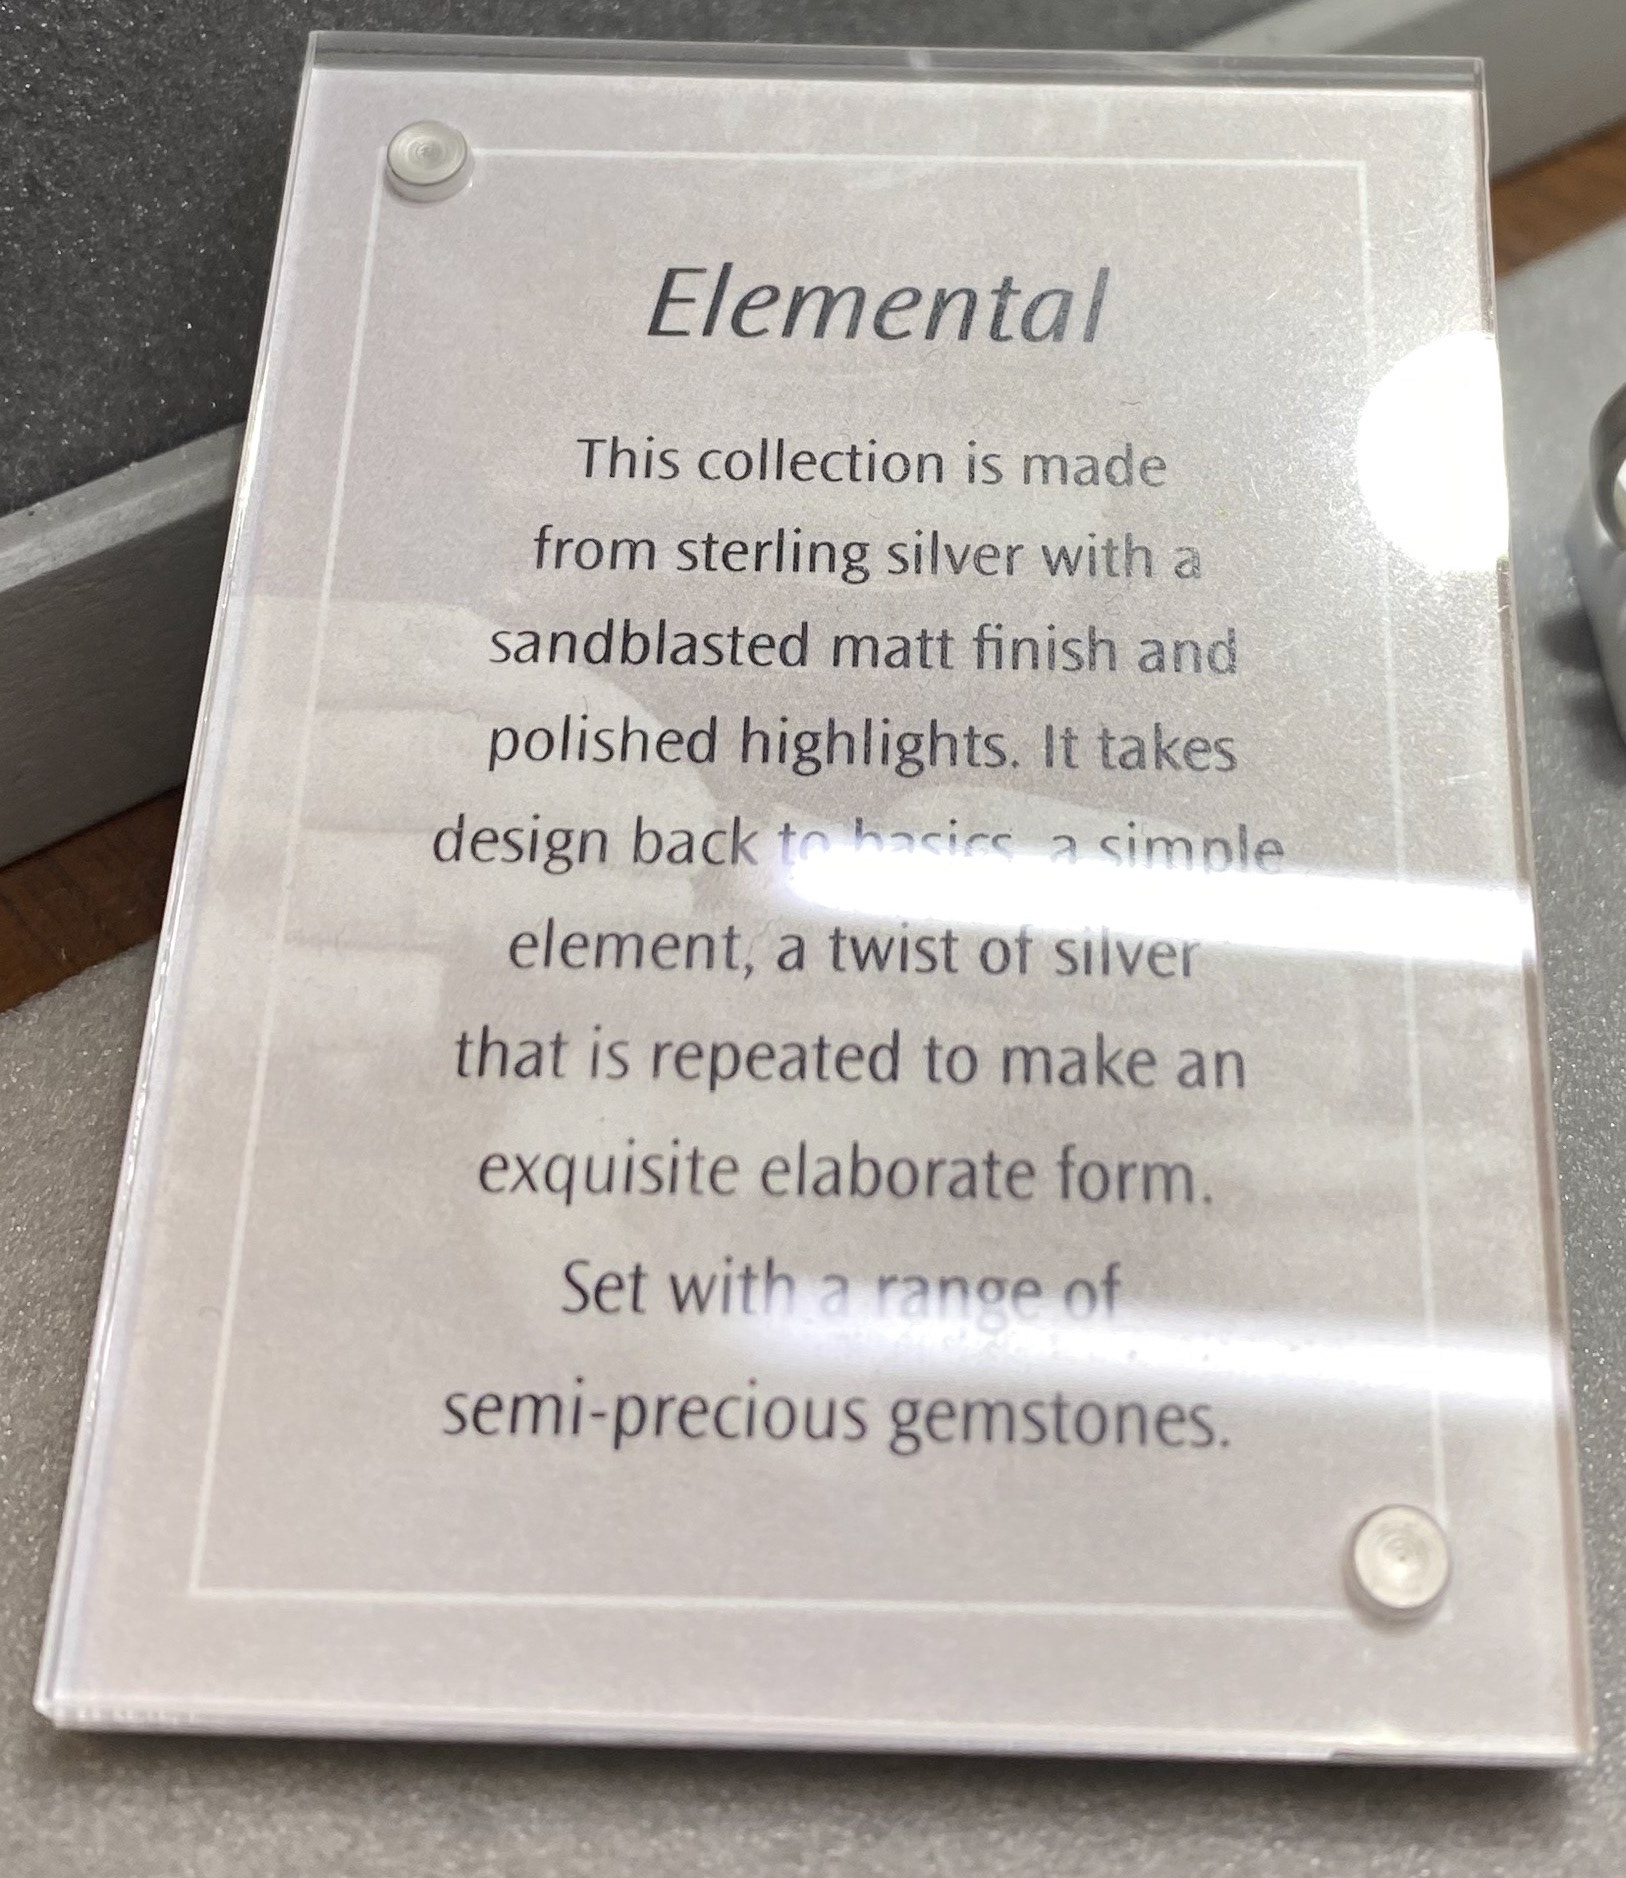 Elemental
This collection is made
from sterling silver with a
sandblasted matt finish and
polished highlights. It takes
design back to basics, a simple
element, a twist of silver
that is repeated to make an
exquisite elaborate form.
Set with a range of
semi-precious gemstones.